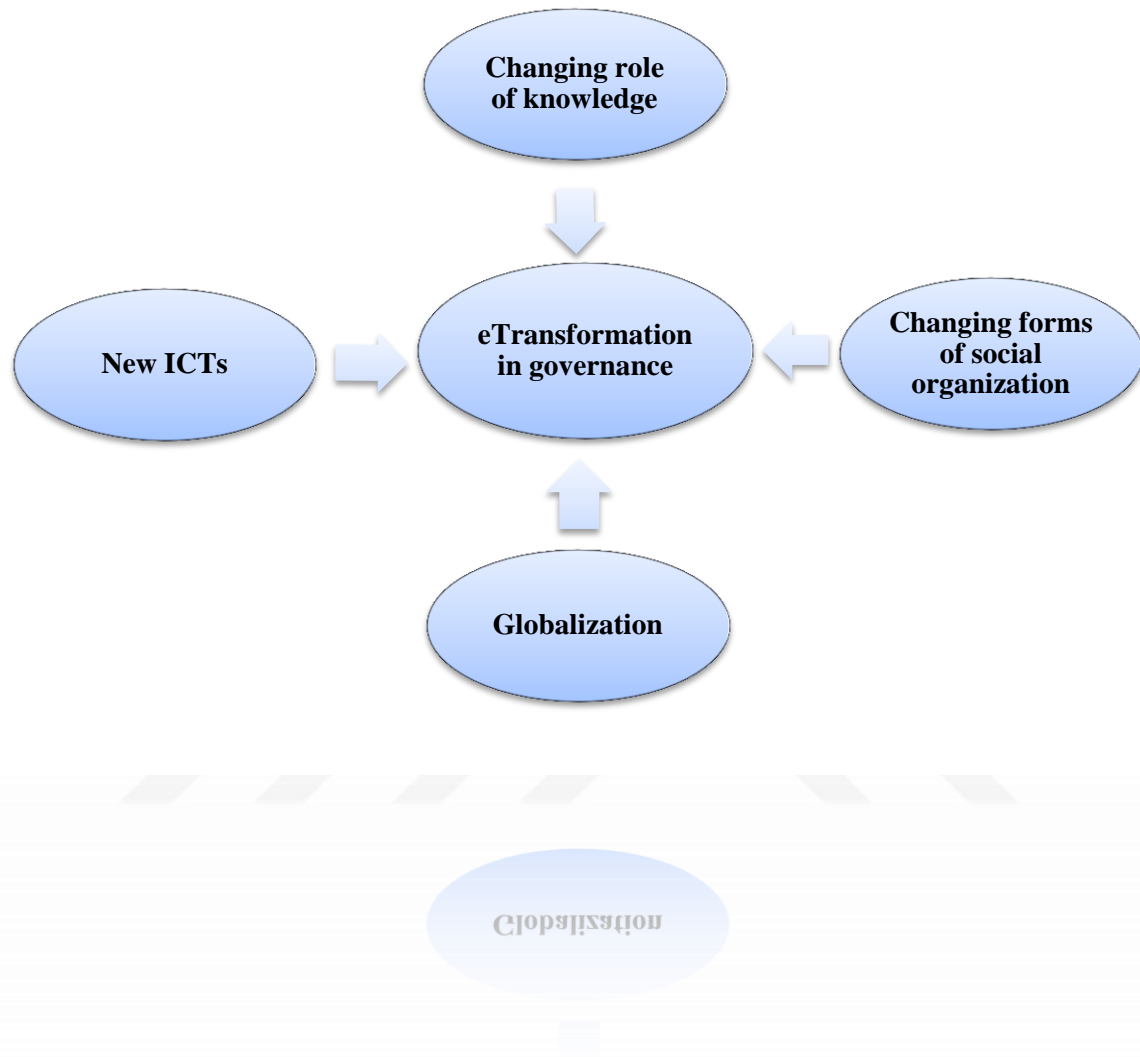 Changing role
of knowledge
New ICTs
eTransformation
in governance
Changing forms
of social
organization
Globalization
Globalization